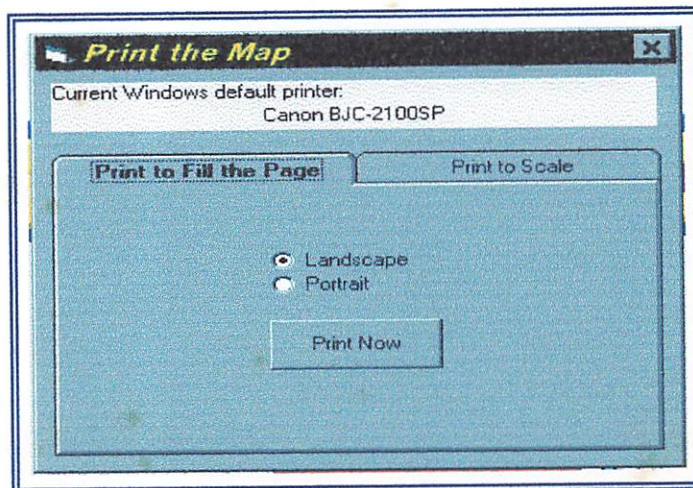 Print the Map
Current Windows default printer:
Canon BJC-2100SP
Print to Fill the Page
Print to Scale
Landscape
Portrait
Print Now